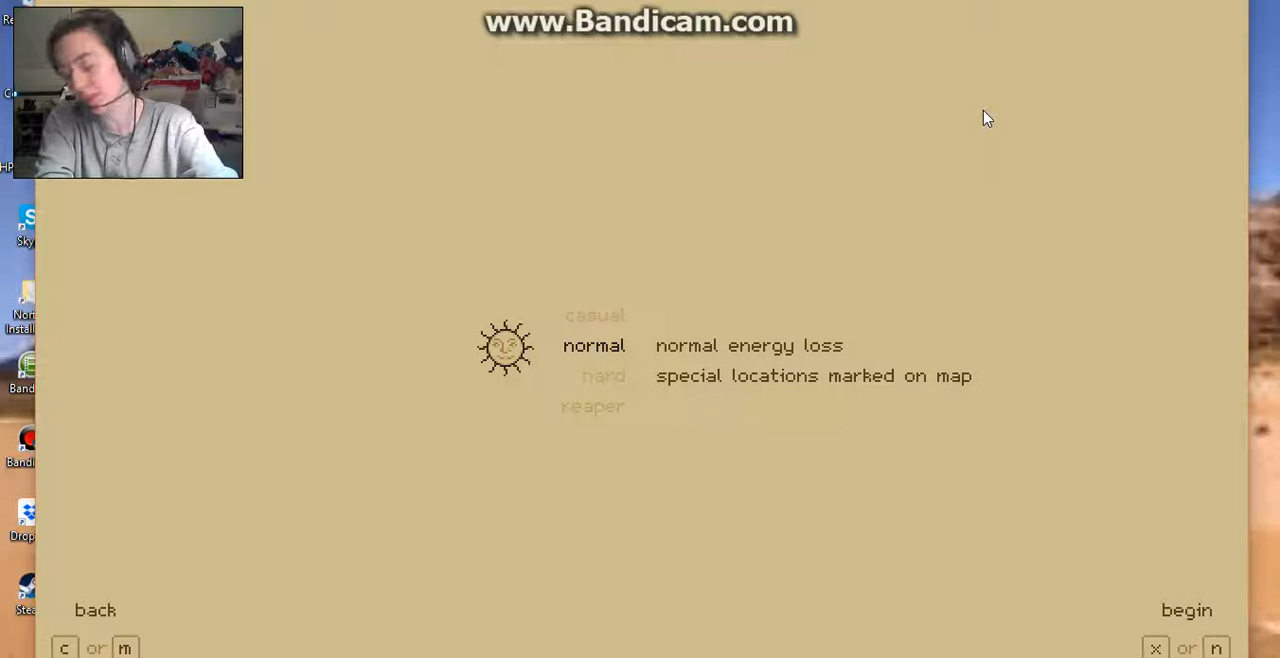 www.Bandicam.com
casual
normal normal energy loss
hard special locations marked on map
reaper
back
begin
c or m
x or n